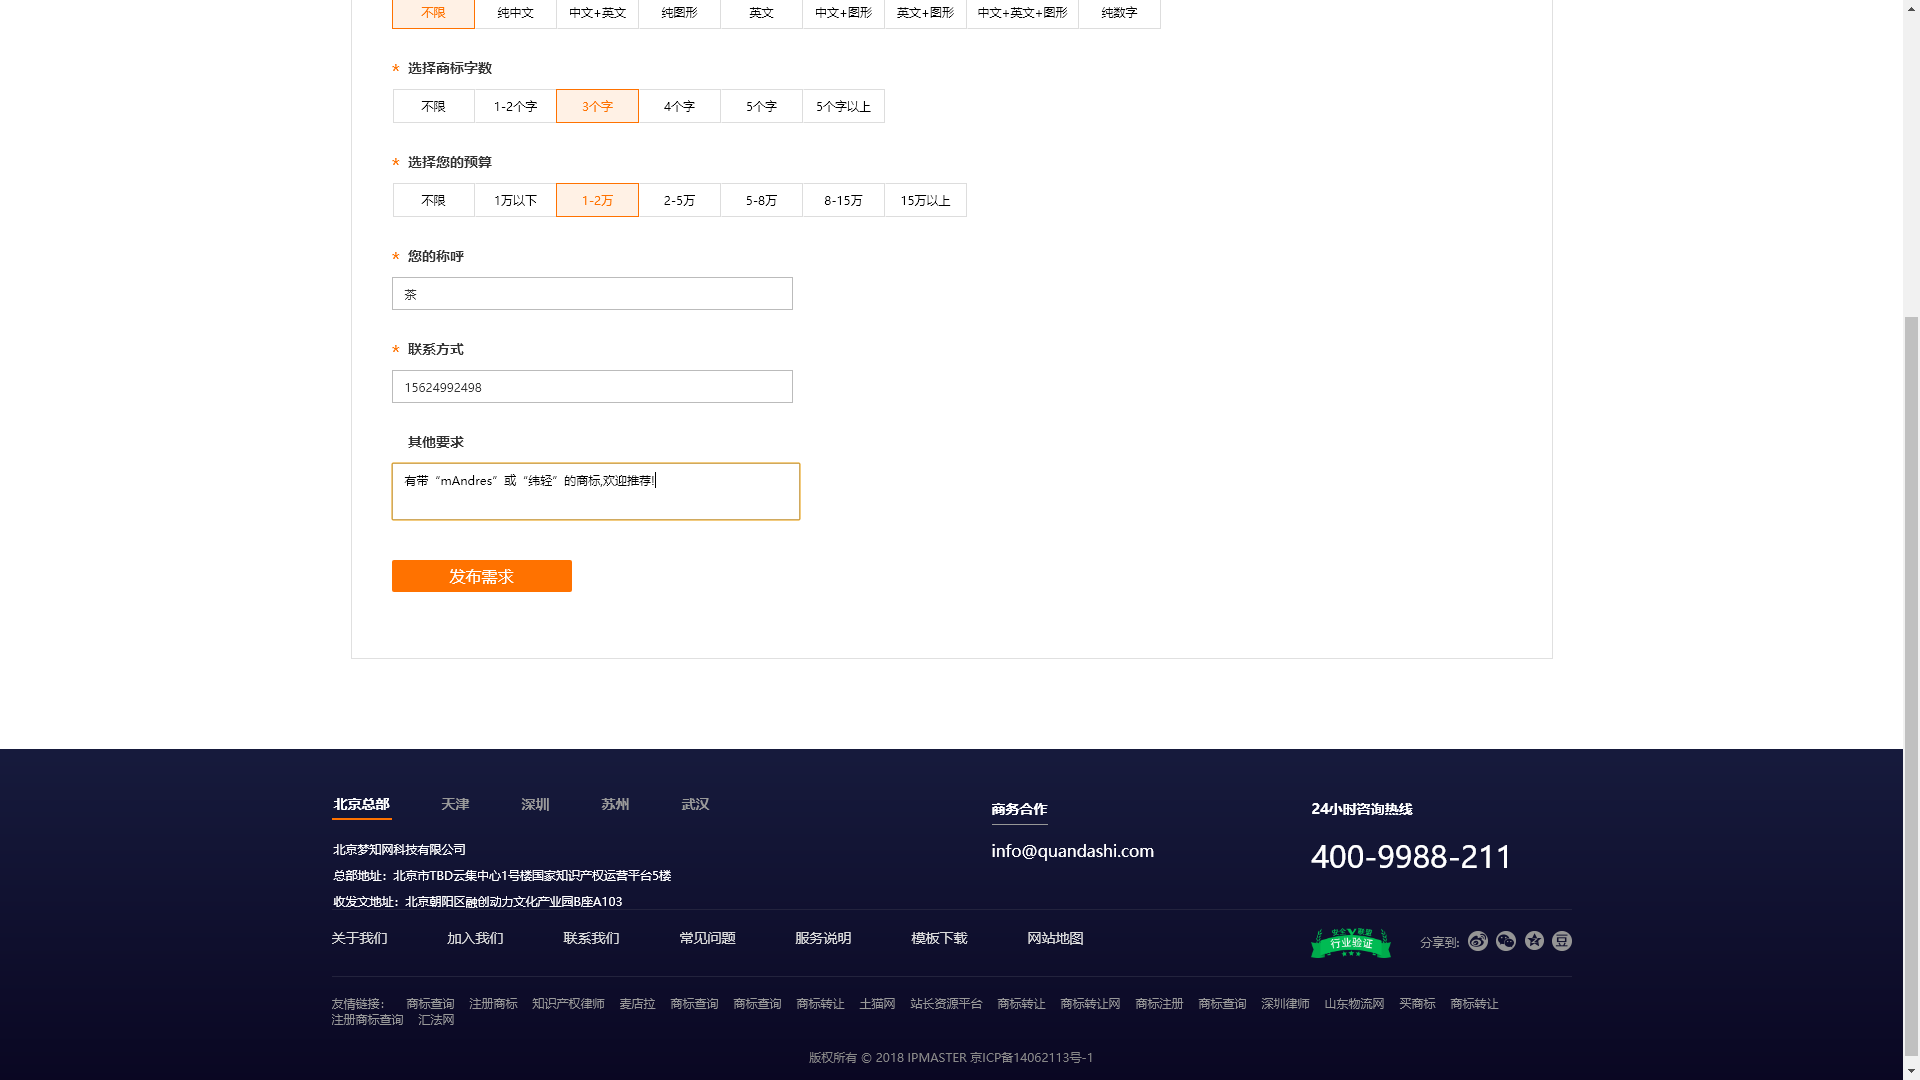 不限 纯中文 中文+英文 纯图形 英文 中文+图形 英文+图形 中文+英文+图形 纯数字
* 选择商标字数
不限 1-2个字 3个字 4个字 5个字 5个字以上
* 选择您的预算
不限 1万以下 1-2万 2-5万 5-8万 8-15万 15万以上
* 您的称呼
茶
* 联系方式
15624992498
其他要求
有带“mAndres”或“纬轻”的商标,欢迎推荐!
发布需求
北京总部 天津 深圳 苏州 武汉
北京梦知网科技有限公司
总部地址：北京市TBD云集中心1号楼国家知识产权运营平台5楼
收发文地址：北京朝阳区融创动力文化产业园B座A103
商务合作
info@quandashi.com
24小时咨询热线
400-9988-211
关于我们 加入我们 联系我们 常见问题 服务说明 模板下载 网站地图
安全联盟
行业验证
分享到:
豆
友情链接： 商标查询 注册商标 知识产权律师 麦店拉 商标查询 商标查询 商标转让 土猫网 站长资源平台 商标转让 商标转让网 商标注册 商标查询 深圳律师 山东物流网 买商标 商标转让
注册商标查询 汇法网
版权所有 © 2018 IPMASTER 京ICP备14062113号-1